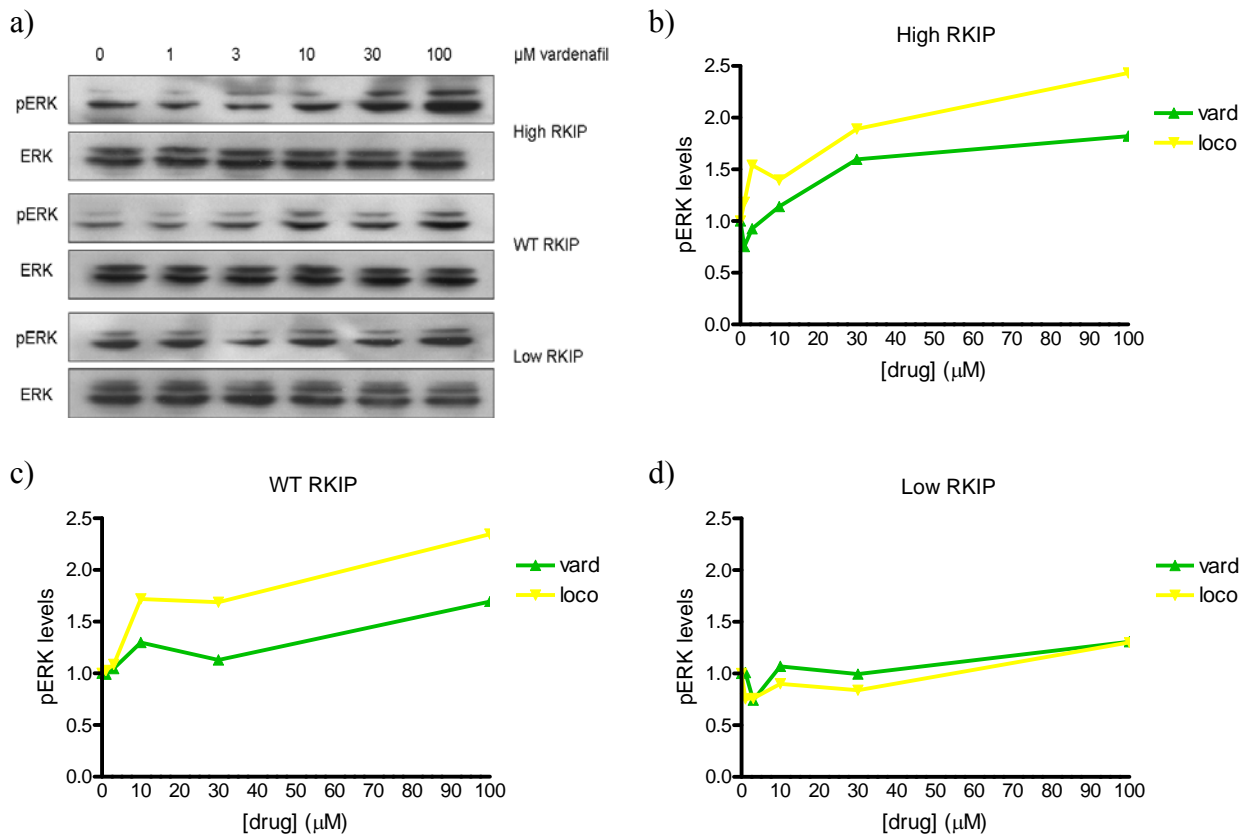 a)
0 1 3 10 30 100 µM vardenafil
pERK
High RKIP
ERK
pERK
WT RKIP
ERK
pERK
Low RKIP
ERK
b)
High RKIP
2.5
2.0
1.5
1.0
0.5
0.0
pERK levels
0 10 20 30 40 50 60 70 80 90 100
[drug] (µM)
vard
loco
c)
WT RKIP
2.5
2.0
1.5
1.0
0.5
0.0
pERK levels
0 10 20 30 40 50 60 70 80 90 100
[drug] (µM)
vard
loco
d)
Low RKIP
2.5
2.0
1.5
1.0
0.5
0.0
pERK levels
0 10 20 30 40 50 60 70 80 90 100
[drug] (µM)
vard
loco